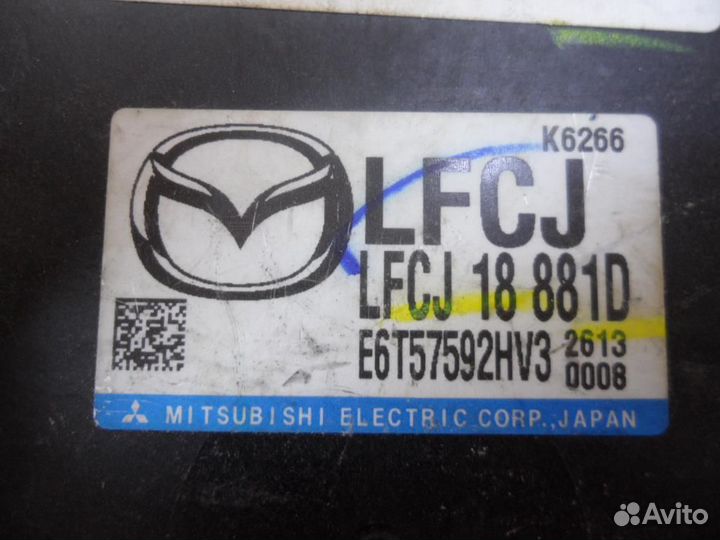 K6266
LFCJ
LFCJ 18 881D
E6T57592HV3 2613
0008
MITSUBISHI ELECTRIC CORP., JAPAN
Avito